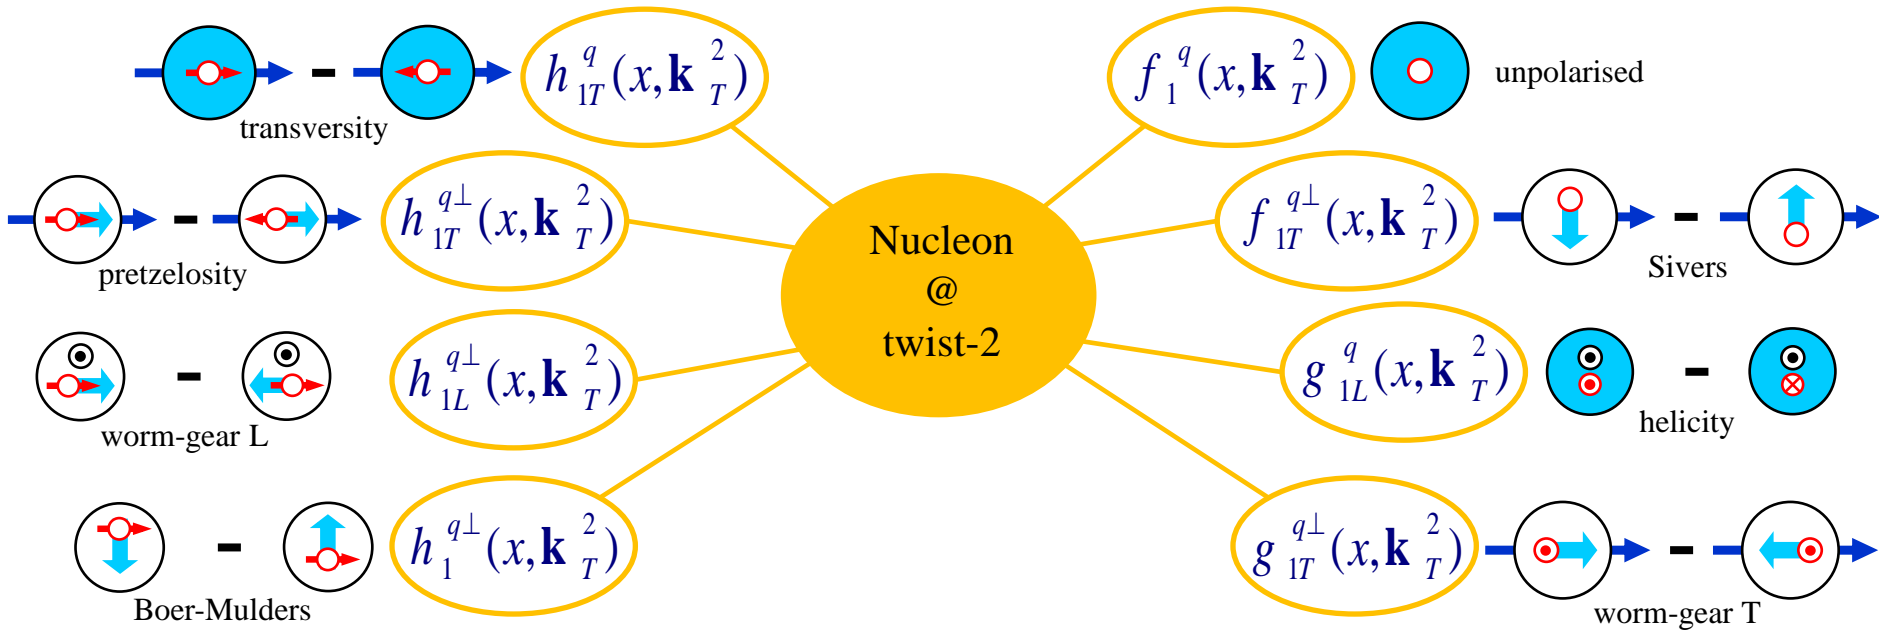 h_{1T}^{q}(x, k_T^2)
transversity
f_1^{q}(x, k_T^2)
unpolarised
h_{1T}^{q⊥}(x, k_T^2)
pretzelosity
f_{1T}^{q⊥}(x, k_T^2)
Sivers
Nucleon
@
twist-2
h_{1L}^{q⊥}(x, k_T^2)
worm-gear L
g_{1L}^{q}(x, k_T^2)
helicity
h_1^{q⊥}(x, k_T^2)
Boer-Mulders
g_{1T}^{q⊥}(x, k_T^2)
worm-gear T